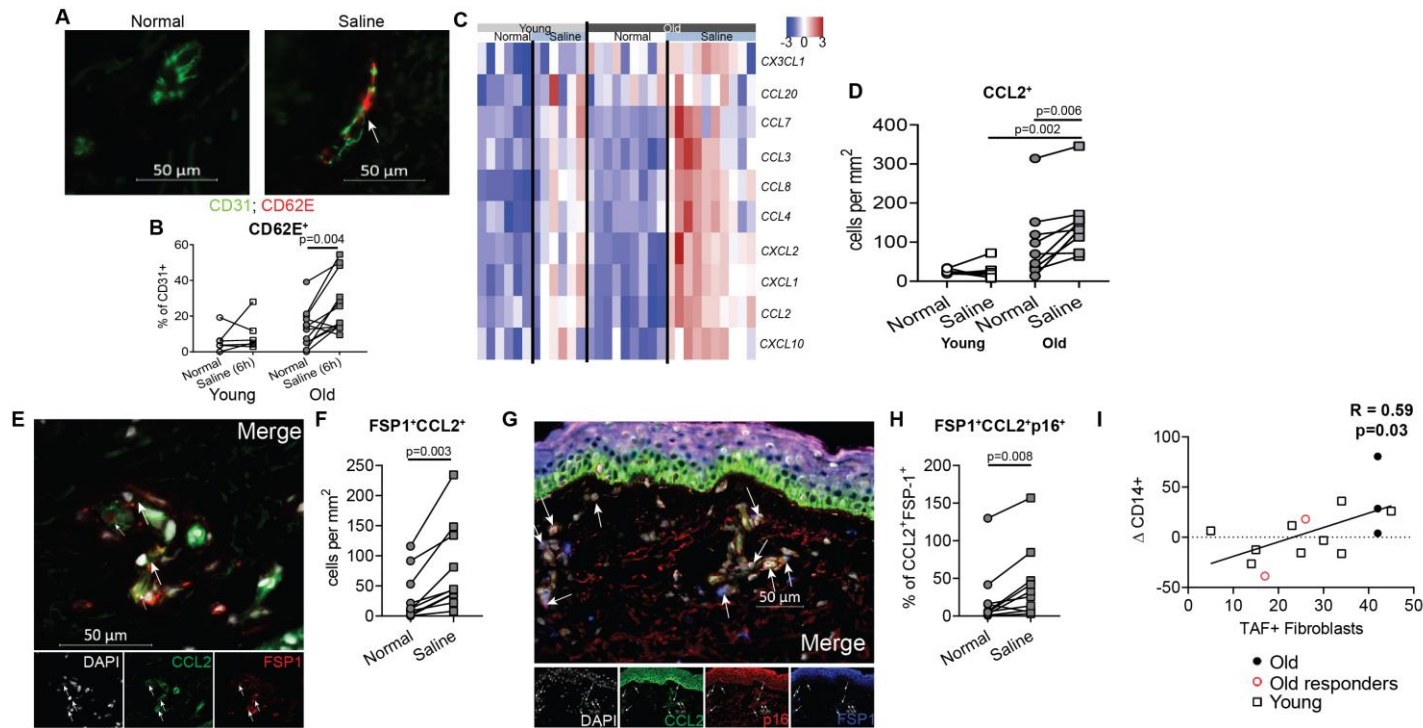 A
Normal
Saline
50 µm
50 µm
CD31; CD62E
B
CD62E⁺
p=0.004
% of CD31+
60
40
20
0
Normal
Saline (6h)
Normal
Saline (6h)
Young
Old
C
Young
Old
Normal
Saline
Normal
Saline
-3
0
3
CX3CL1
CCL20
CCL7
CCL3
CCL8
CCL4
CXCL2
CXCL1
CCL2
CXCL10
D
CCL2⁺
p=0.006
p=0.002
cells per mm²
400
300
200
100
0
Normal
Saline
Normal
Saline
Young
Old
E
Merge
50 µm
DAPI
CCL2
FSP1
F
FSP1⁺CCL2⁺
p=0.003
cells per mm²
250
200
150
100
50
0
Normal
Saline
G
50 µm
Merge
DAPI
CCL2
p16
FSP1
H
FSP1⁺CCL2⁺p16⁺
p=0.008
% of CCL2⁺FSP-1⁺
200
150
100
50
0
Normal
Saline
I
R = 0.59
p=0.03
Δ CD14+
100
50
0
-50
0
10
20
30
40
50
TAF+ Fibroblasts
Old
Old responders
Young